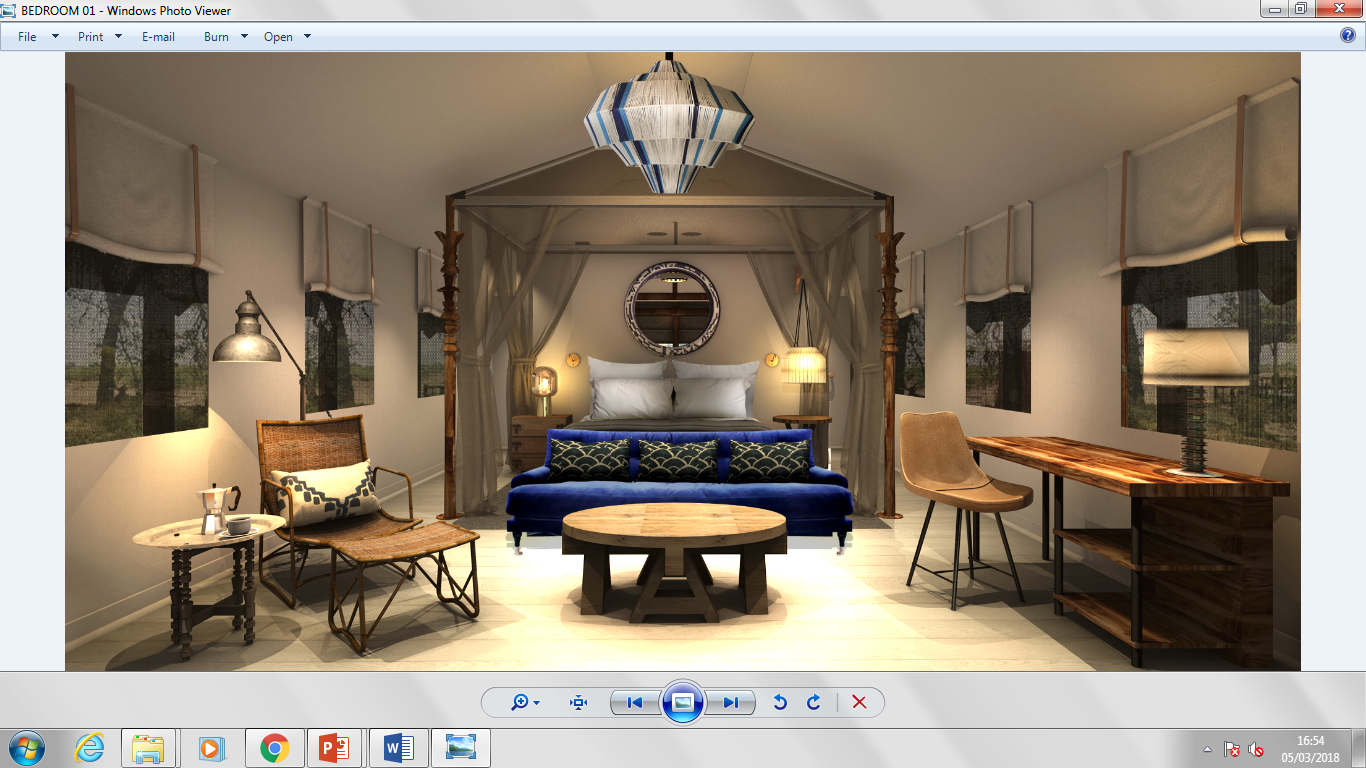 BEDROOM 01 - Windows Photo Viewer
File Print E-mail Burn Open
16:54
05/03/2018